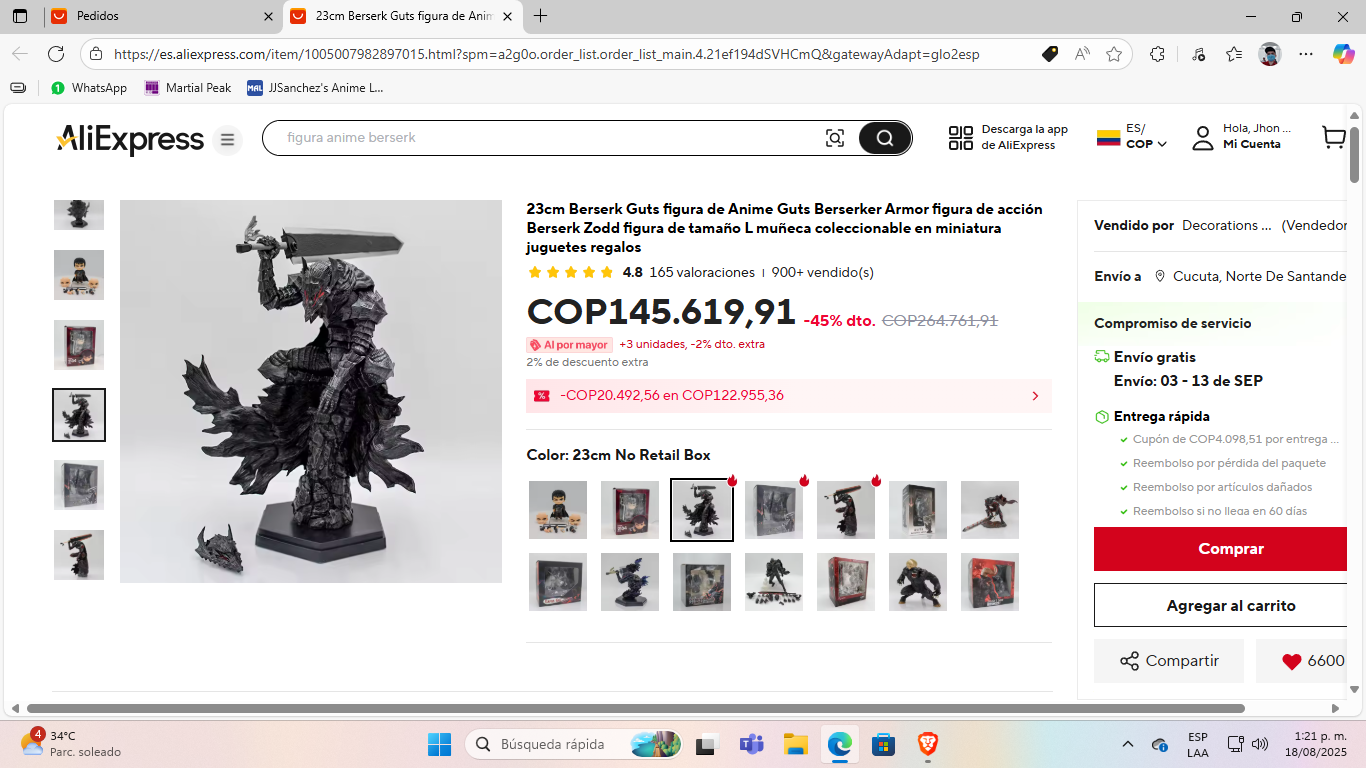 Pedidos
23cm Berserk Guts figura de Anim
https://es.aliexpress.com/item/1005007982897015.html?spm=a2g0o.order_list.order_list_main.4.21ef194dSVHCmQ&gatewayAdapt=glo2esp
WhatsApp
Martial Peak
MAL
JJSanchez's Anime L...
AliExpress
figura anime berserk
Descarga la app
de AliExpress
ES/
COP
Hola, Jhon ...
Mi Cuenta
23cm Berserk Guts figura de Anime Guts Berserker Armor figura de acción
Berserk Zodd figura de tamaño L muñeca coleccionable en miniatura
juguetes regalos
4.8 165 valoraciones | 900+ vendido(s)
COP145.619,91 -45% dto. COP264.761,91
Al por mayor +3 unidades, -2% dto. extra
2% de descuento extra
-COP20.492,56 en COP122.955,36
Color: 23cm No Retail Box
Vendido por Decorations ... (Vendedor
Envío a Cucuta, Norte De Santande
Compromiso de servicio
Envío gratis
Envío: 03 - 13 de SEP
Entrega rápida
Cupón de COP4.098,51 por entrega ...
Reembolso por pérdida del paquete
Reembolso por artículos dañados
Reembolso si no llega en 60 días
Comprar
Agregar al carrito
Compartir
6600
4
34°C
Parc. soleado
Búsqueda rápida
ESP
LAA
1:21 p. m.
18/08/2025